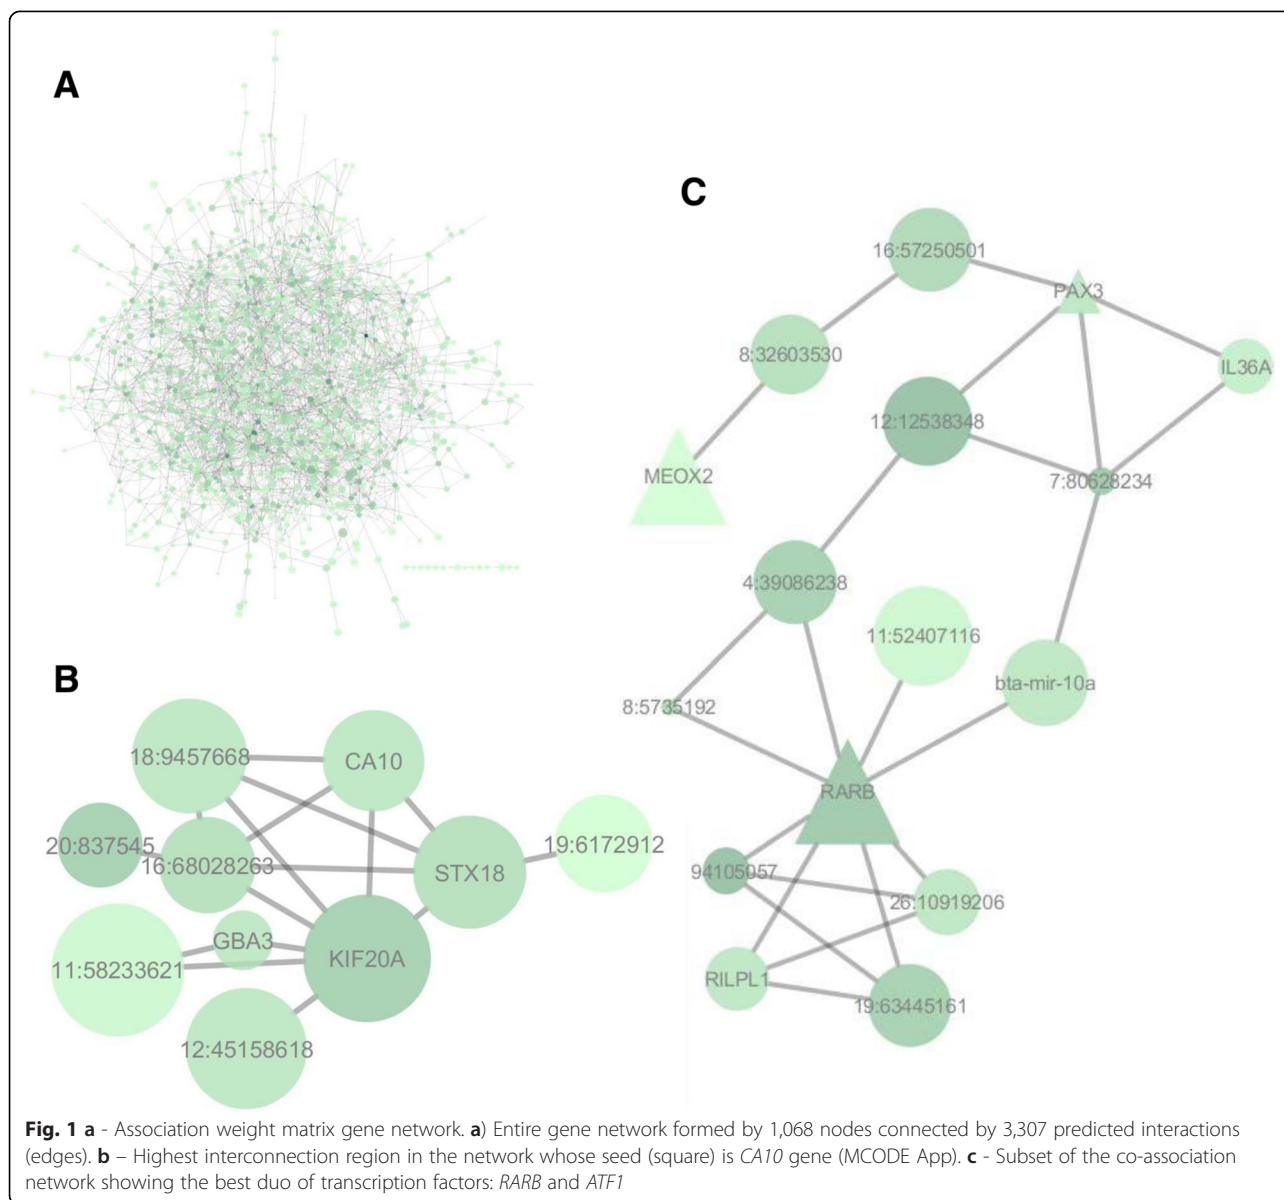 A
C
16:57250501
PAX3
8:32603530
IL36A
12:12538348
MEOX2
7:80628234
4:39086238
11:52407116
bta-mir-10a
8:5735192
RARB
94105057
26:10919206
RILPL1
19:63445161
B
18:9457668
CA10
20:837545
16:68028263
19:6172912
STX18
GBA3
KIF20A
11:58233621
12:45158618
Fig. 1 a - Association weight matrix gene network. a) Entire gene network formed by 1,068 nodes connected by 3,307 predicted interactions
(edges). b – Highest interconnection region in the network whose seed (square) is CA10 gene (MCODE App). c - Subset of the co-association
network showing the best duo of transcription factors: RARB and ATF1